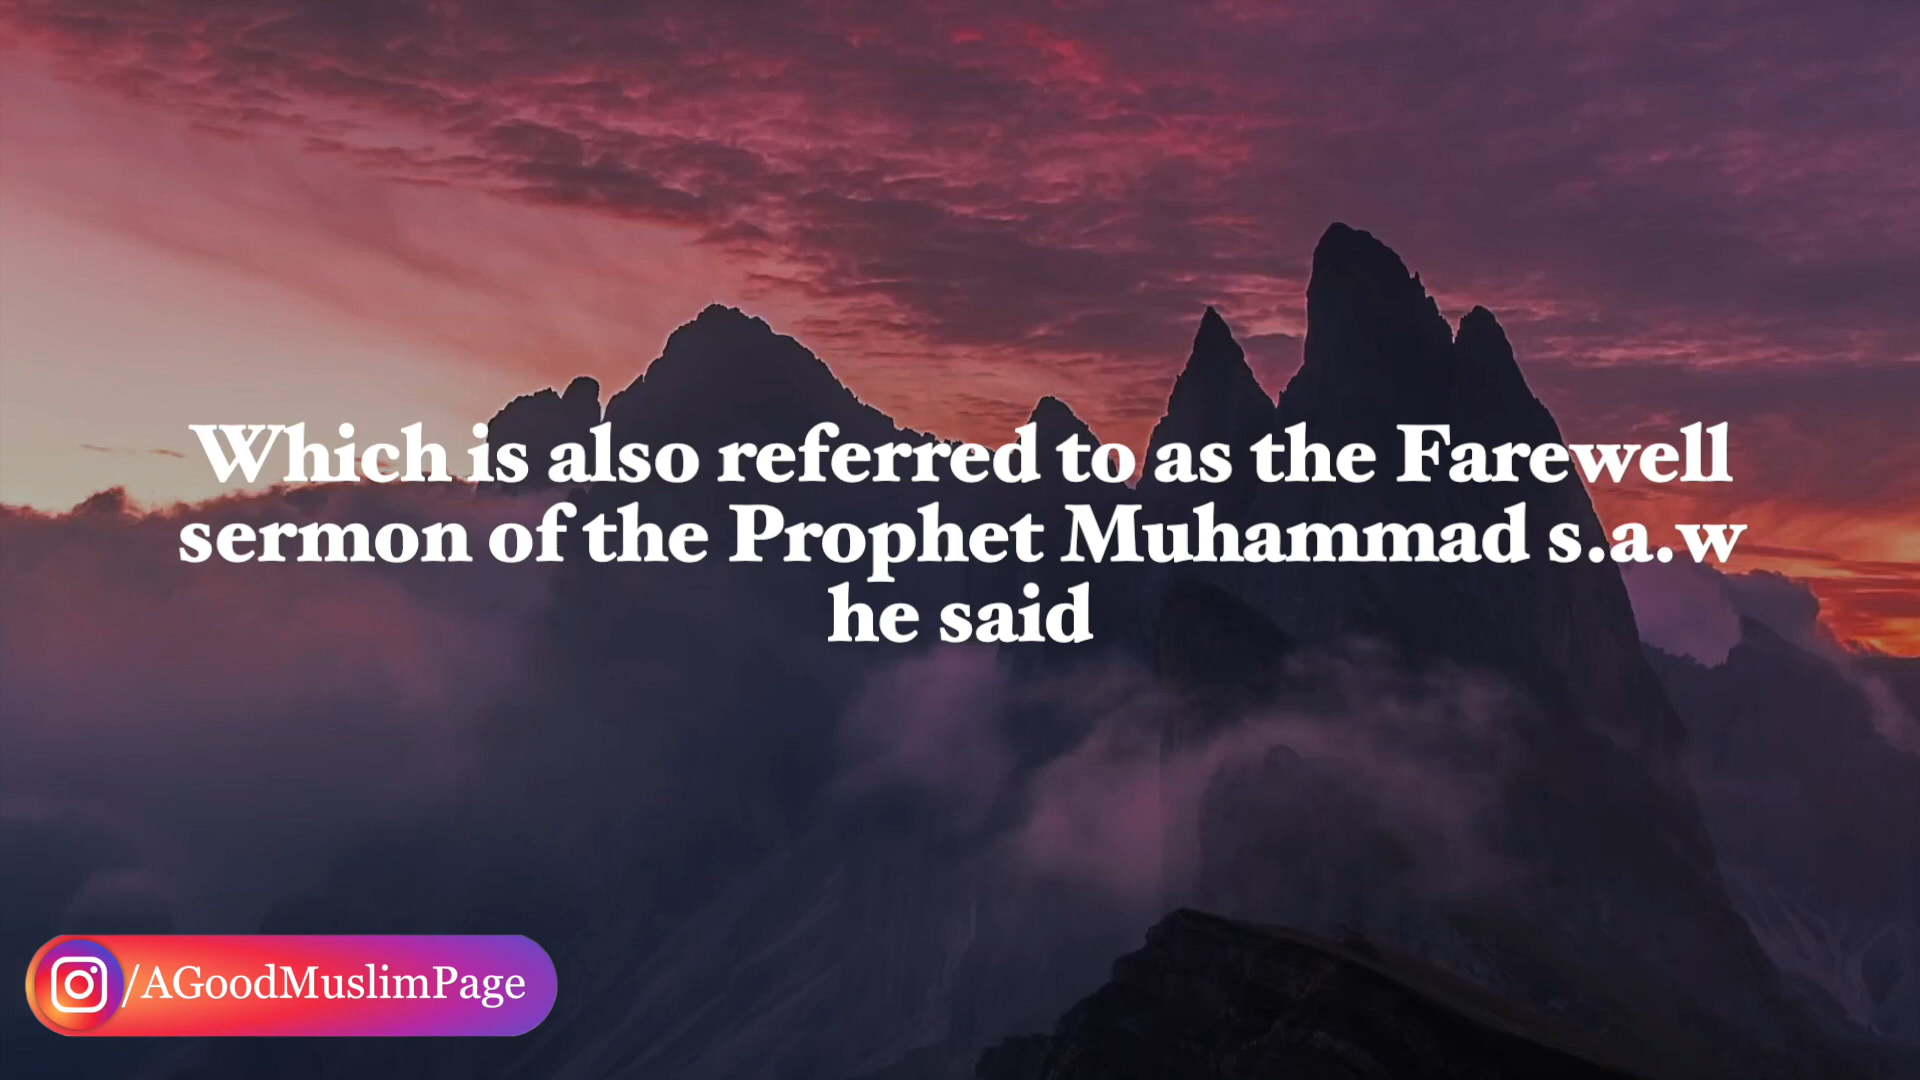 Which is also referred to as the Farewell
sermon of the Prophet Muhammad s.a.w
he said
/AGoodMuslimPage